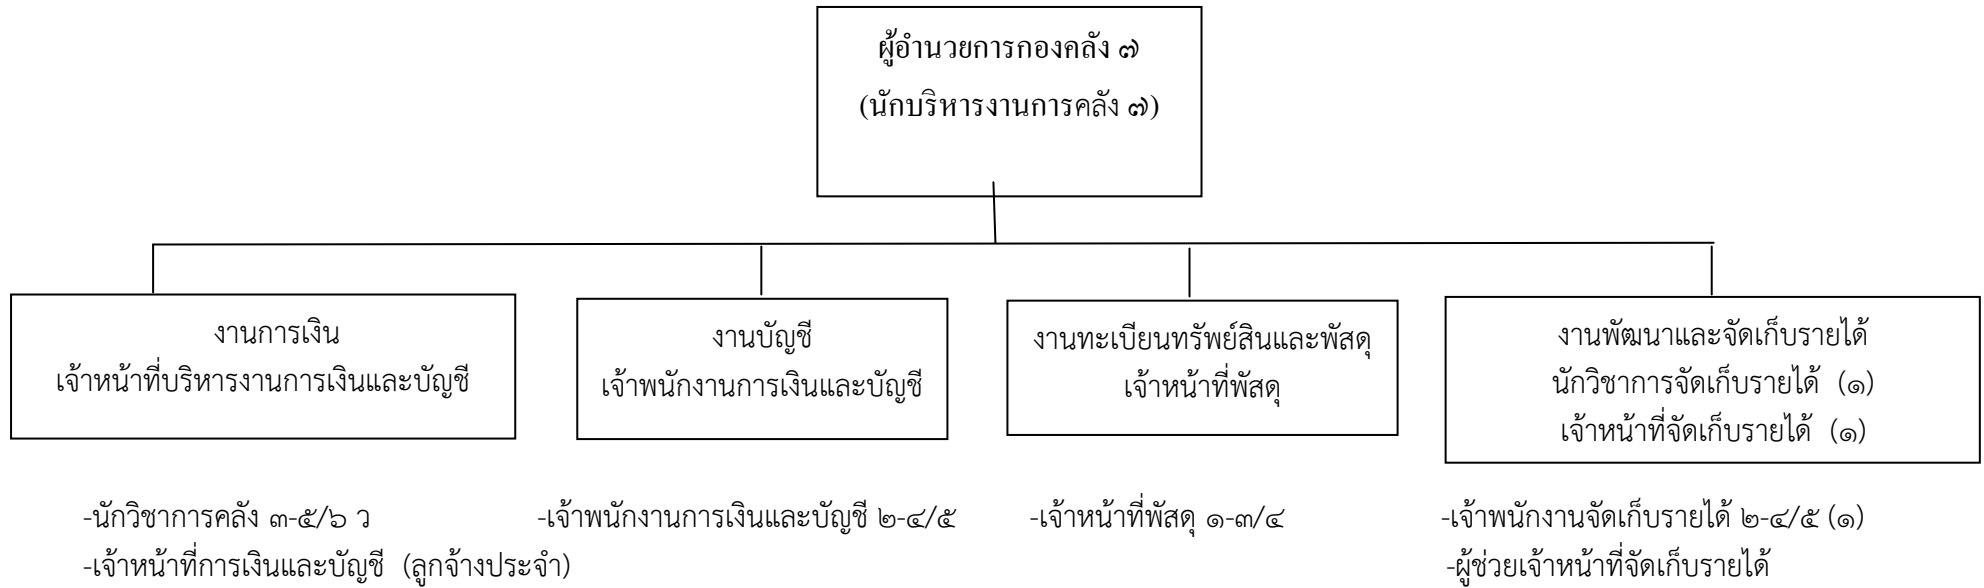 ผู้อำนวยการกองคลัง ๗
(นักบริหารงานการคลัง ๗)
งานการเงิน
เจ้าหน้าที่บริหารงานการเงินและบัญชี
งานบัญชี
เจ้าพนักงานการเงินและบัญชี
งานทะเบียนทรัพย์สินและพัสดุ
เจ้าหน้าที่พัสดุ
งานพัฒนาและจัดเก็บรายได้
นักวิชาการจัดเก็บรายได้ (๑)
เจ้าหน้าที่จัดเก็บรายได้ (๑)
-นักวิชาการคลัง ๓-๕/๖ ว
-เจ้าหน้าที่การเงินและบัญชี (ลูกจ้างประจำ)
-เจ้าพนักงานการเงินและบัญชี ๒-๔/๕
-เจ้าหน้าที่พัสดุ ๑-๓/๔
-เจ้าพนักงานจัดเก็บรายได้ ๒-๔/๕ (๑)
-ผู้ช่วยเจ้าหน้าที่จัดเก็บรายได้